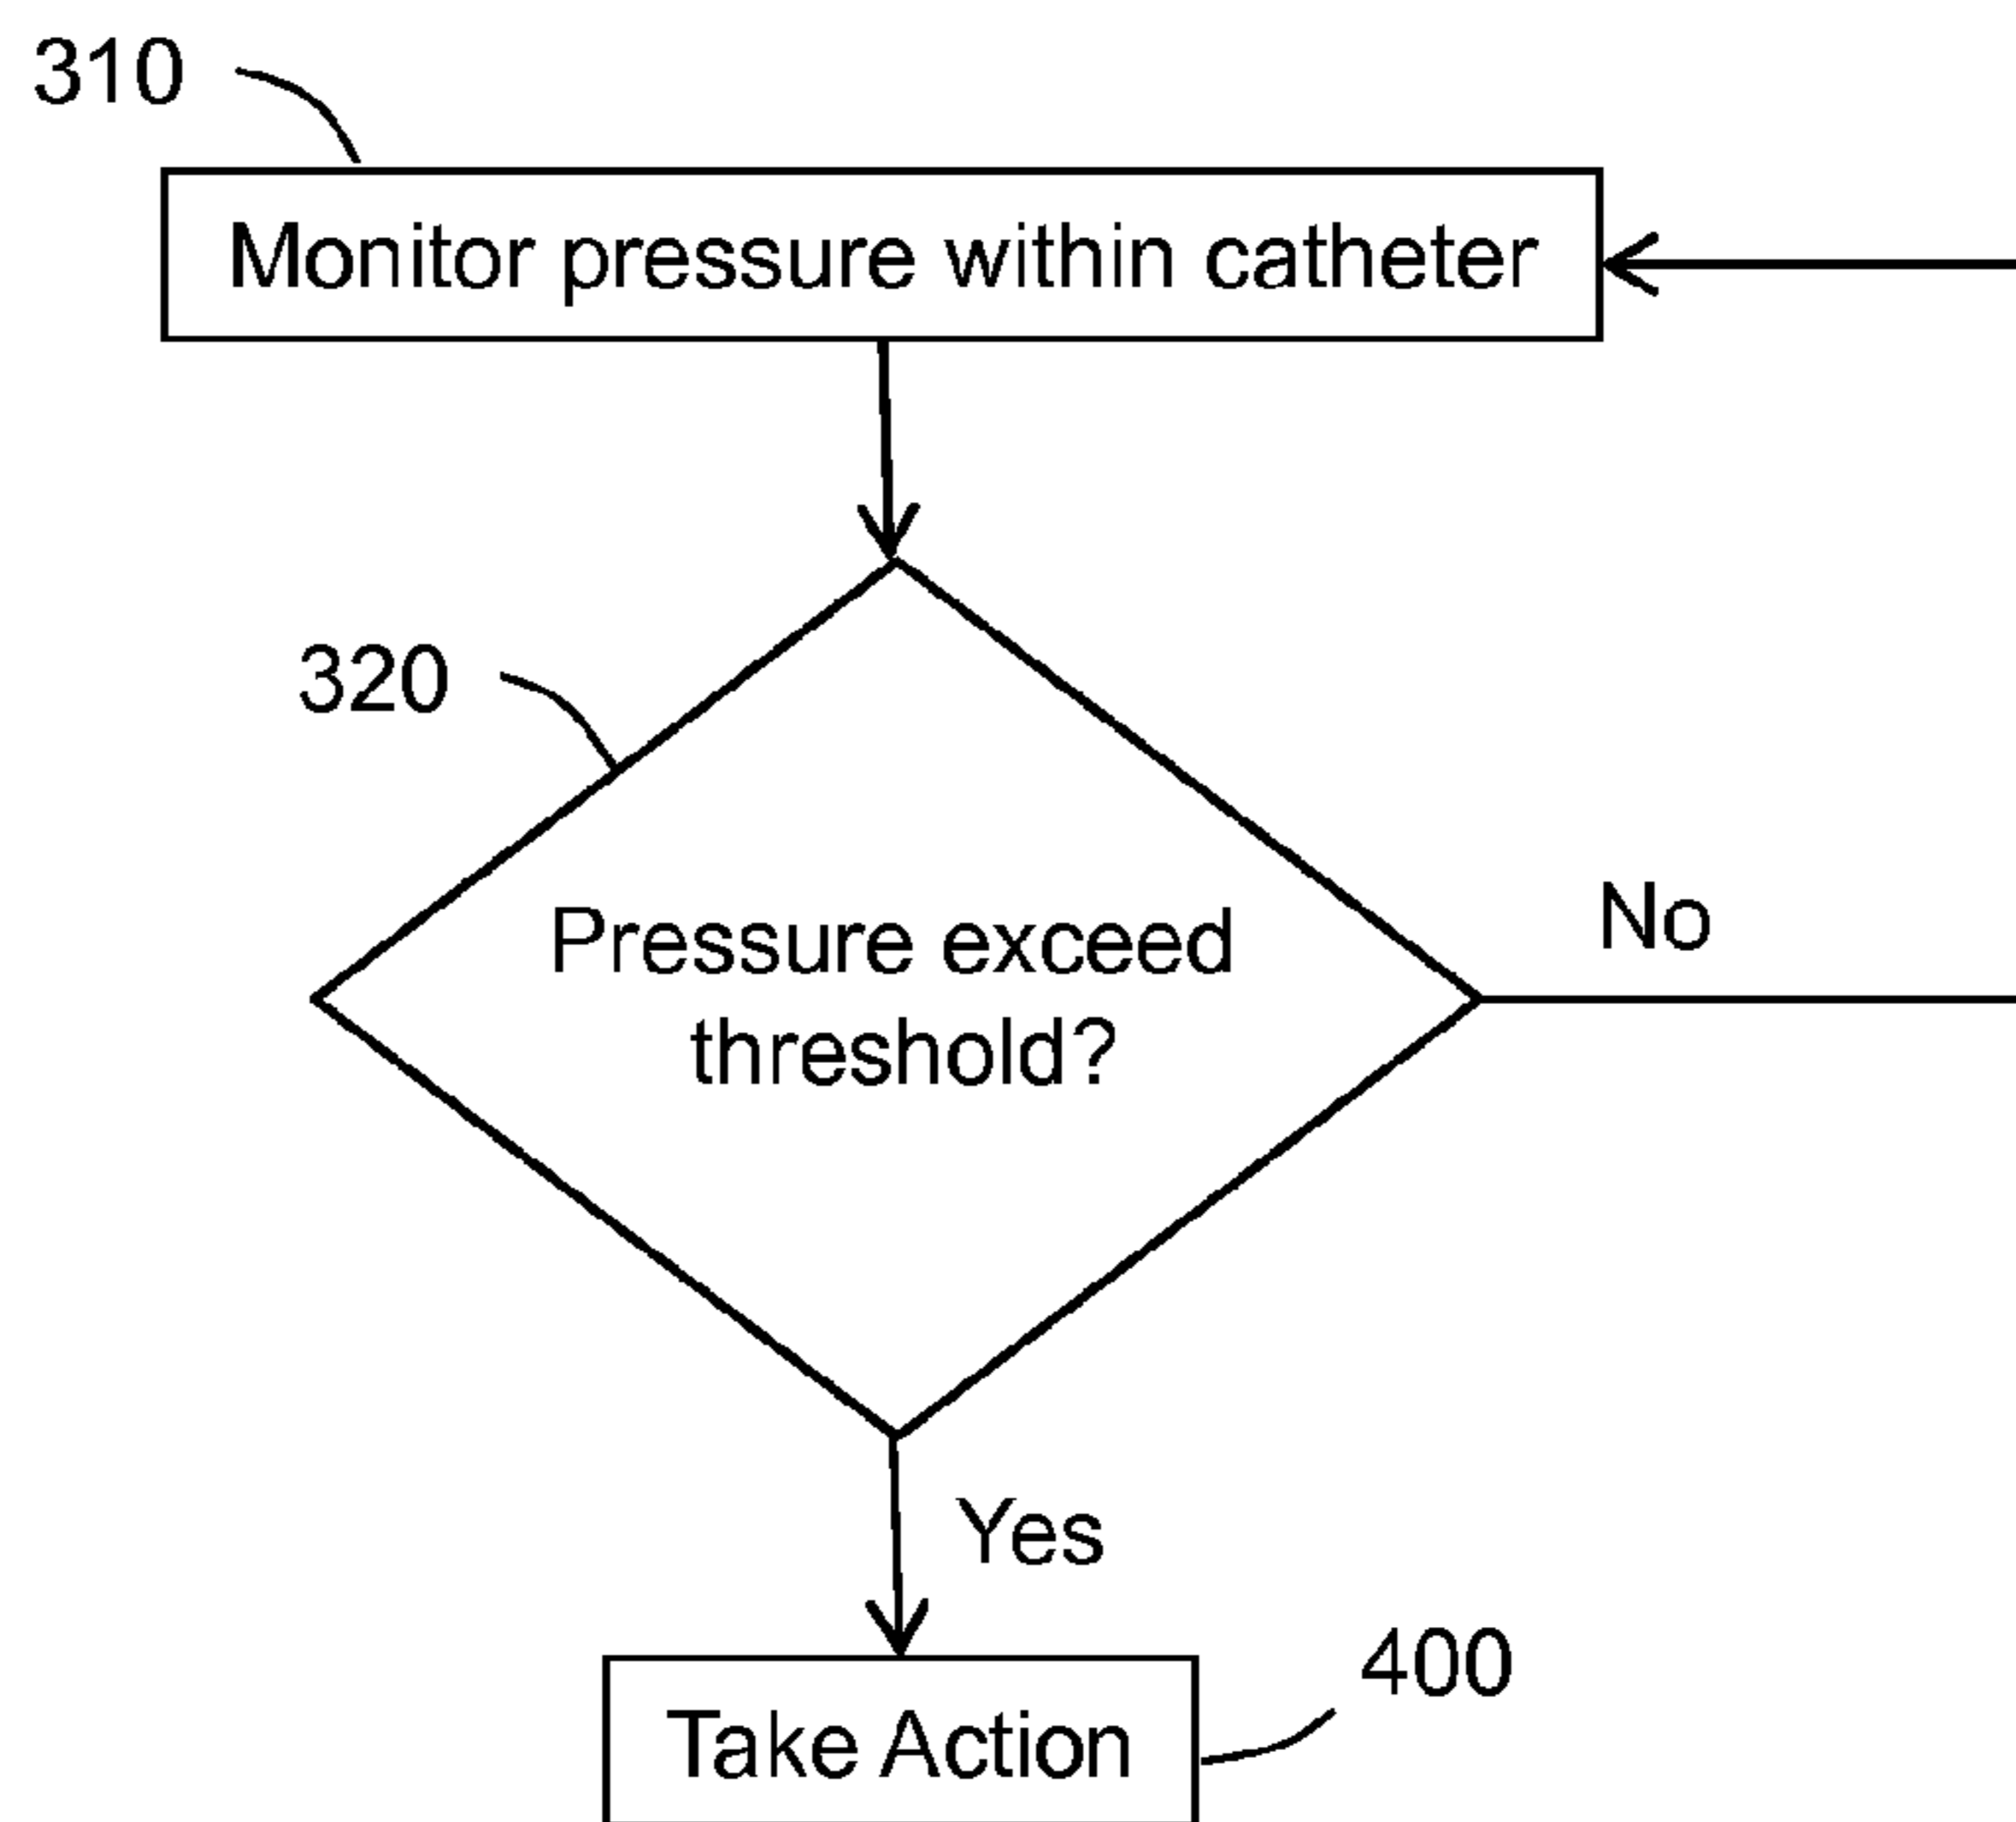 310
Monitor pressure within catheter
320
Pressure exceed
threshold?
No
Yes
400
Take Action